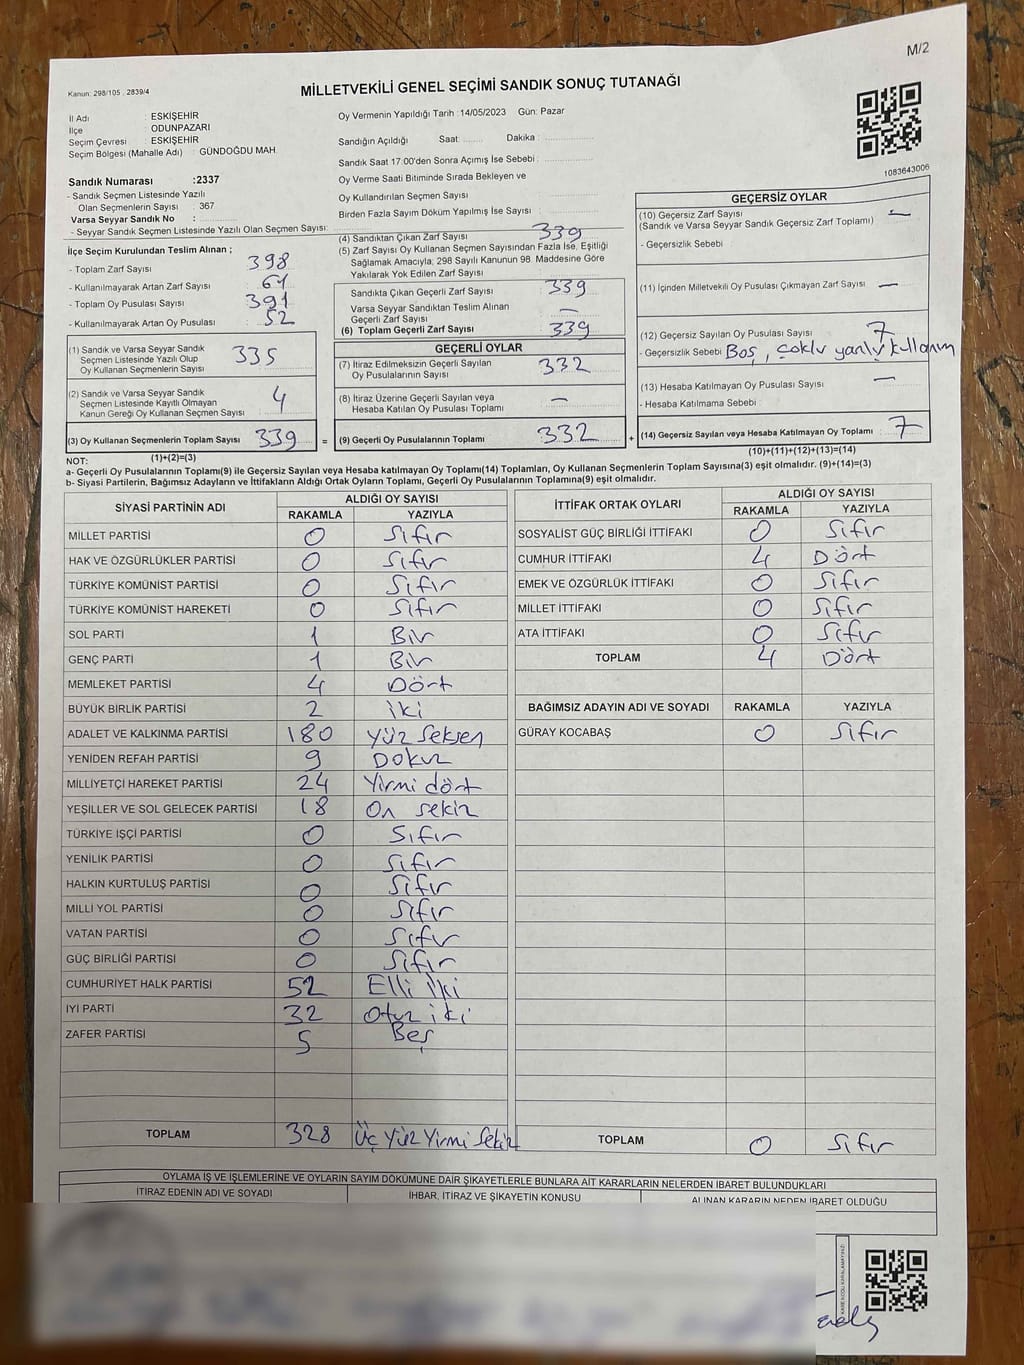 M/2
Kanun: 298/105 , 2839/4
MİLLETVEKİLİ GENEL SEÇİMİ SANDIK SONUÇ TUTANAĞI
İl Adı : ESKİŞEHİR
İlçe : ODUNPAZARI
Seçim Çevresi : ESKİŞEHİR
Seçim Bölgesi (Mahalle Adı) : GÜNDOĞDU MAH.
Sandık Numarası :2337
- Sandık Seçmen Listesinde Yazılı
Olan Seçmenlerin Sayısı : 367
Varsa Seyyar Sandık No :
- Seyyar Sandık Seçmen Listesinde Yazılı Olan Seçmen Sayısı:
Oy Vermenin Yapıldığı Tarih :14/05/2023 Gün: Pazar
Sandığın Açıldığı Saat: Dakika :
Sandık Saat 17:00'den Sonra Açımış İse Sebebi :
Oy Verme Saati Bitiminde Sırada Bekleyen ve
Oy Kullandırılan Seçmen Sayısı
Birden Fazla Sayım Döküm Yapılmış İse Sayısı :
1083643006
İlçe Seçim Kurulundan Teslim Alınan ;
- Toplam Zarf Sayısı 398
- Kullanılmayarak Artan Zarf Sayısı : 61
- Toplam Oy Pusulası Sayısı 391
- Kullanılmayarak Artan Oy Pusulası : 52
(1) Sandık ve Varsa Seyyar Sandık
Seçmen Listesinde Yazılı Olup
Oy Kullanan Seçmenlerin Sayısı : 335
(2) Sandık ve Varsa Seyyar Sandık
Seçmen Listesinde Kayıtlı Olmayan
Kanun Gereği Oy Kullanan Seçmen Sayısı : 4
(3) Oy Kullanan Seçmenlerin Toplam Sayısı : 339 =
(1)+(2)=(3)
(4) Sandıktan Çıkan Zarf Sayısı : 339
(5) Zarf Sayısı Oy Kullanan Seçmen Sayısından Fazla İse, Eşitliği
Sağlamak Amacıyla; 298 Sayılı Kanunun 98. Maddesine Göre
Yakılarak Yok Edilen Zarf Sayısı :
Sandıkta Çıkan Geçerli Zarf Sayısı : 339
Varsa Seyyar Sandıktan Teslim Alınan
Geçerli Zarf Sayısı : —
(6) Toplam Geçerli Zarf Sayısı : 339
GEÇERLİ OYLAR
(7) İtiraz Edilmeksizin Geçerli Sayılan
Oy Pusulalarının Sayısı : 332
(8) İtiraz Üzerine Geçerli Sayılan veya
Hesaba Katılan Oy Pusulası Toplamı : —
(9) Geçerli Oy Pusulalarının Toplamı : 332 +
GEÇERSİZ OYLAR
(10) Geçersiz Zarf Sayısı : —
(Sandık ve Varsa Seyyar Sandık Geçersiz Zarf Toplamı)
- Geçersizlik Sebebi :
(11) İçinden Milletvekili Oy Pusulası Çıkmayan Zarf Sayısı : —
(12) Geçersiz Sayılan Oy Pusulası Sayısı : 7
- Geçersizlik Sebebi : Boş, çoklu yanlış kullanım
(13) Hesaba Katılmayan Oy Pusulası Sayısı : —
- Hesaba Katılmama Sebebi :
(14) Geçersiz Sayılan veya Hesaba Katılmayan Oy Toplamı : 7
(10)+(11)+(12)+(13)=(14)
NOT:
a- Geçerli Oy Pusulalarının Toplamı(9) ile Geçersiz Sayılan veya Hesaba katılmayan Oy Toplamı(14) Toplamları, Oy Kullanan Seçmenlerin Toplam Sayısına(3) eşit olmalıdır. (9)+(14)=(3)
b- Siyasi Partilerin, Bağımsız Adayların ve İttifakların Aldığı Ortak Oyların Toplamı, Geçerli Oy Pusulalarının Toplamına(9) eşit olmalıdır.
SİYASİ PARTİNİN ADI ALDIĞI OY SAYISI
RAKAMLA YAZIYLA
MİLLET PARTİSİ 0 Sıfır
HAK VE ÖZGÜRLÜKLER PARTİSİ 0 Sıfır
TÜRKİYE KOMÜNİST PARTİSİ 0 Sıfır
TÜRKİYE KOMÜNİST HAREKETİ 0 Sıfır
SOL PARTİ 1 Bir
GENÇ PARTİ 1 Bir
MEMLEKET PARTİSİ 4 Dört
BÜYÜK BİRLİK PARTİSİ 2 iki
ADALET VE KALKINMA PARTİSİ 180 Yüz Seksen
YENİDEN REFAH PARTİSİ 9 Dokuz
MİLLİYETÇİ HAREKET PARTİSİ 24 Yirmi dört
YEŞİLLER VE SOL GELECEK PARTİSİ 18 On sekiz
TÜRKİYE İŞÇİ PARTİSİ 0 Sıfır
YENİLİK PARTİSİ 0 Sıfır
HALKIN KURTULUŞ PARTİSİ 0 Sıfır
MİLLİ YOL PARTİSİ 0 Sıfır
VATAN PARTİSİ 0 Sıfır
GÜÇ BİRLİĞİ PARTİSİ 0 Sıfır
CUMHURİYET HALK PARTİSİ 52 Elli iki
İYİ PARTİ 32 Otuz iki
ZAFER PARTİSİ 5 Beş
TOPLAM 328 Üç Yüz Yirmi Sekiz
İTTİFAK ORTAK OYLARI ALDIĞI OY SAYISI
RAKAMLA YAZIYLA
SOSYALİST GÜÇ BİRLİĞİ İTTİFAKI 0 Sıfır
CUMHUR İTTİFAKI 4 Dört
EMEK VE ÖZGÜRLÜK İTTİFAKI 0 Sıfır
MİLLET İTTİFAKI 0 Sıfır
ATA İTTİFAKI 0 Sıfır
TOPLAM 4 Dört
BAĞIMSIZ ADAYIN ADI VE SOYADI RAKAMLA YAZIYLA
GÜRAY KOCABAŞ 0 Sıfır
TOPLAM 0 Sıfır
OYLAMA İŞ VE İŞLEMLERİNE VE OYLARIN SAYIM DÖKÜMÜNE DAİR ŞİKAYETLERLE BUNLARA AİT KARARLARIN NELERDEN İBARET BULUNDUKLARI
İTİRAZ EDENİN ADI VE SOYADI İHBAR, İTİRAZ VE ŞİKAYETİN KONUSU ALINAN KARARIN NEDEN İBARET OLDUĞU